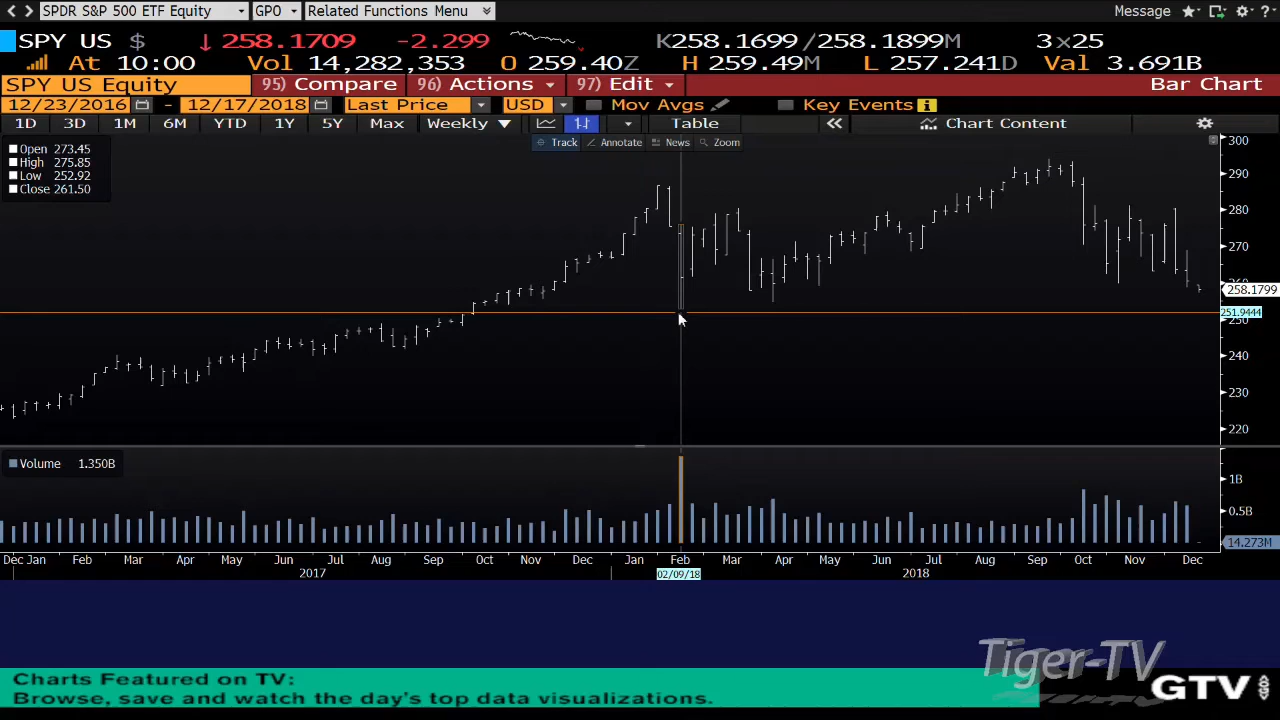 SPDR S&P 500 ETF Equity GPO Related Functions Menu Message ?
SPY US $ ↓ 258.1709 -2.299 K258.1699/258.1899M 3x25
At 10:00 Vol 14,282,353 O 259.40Z H 259.49M L 257.241D Val 3.691B
SPY US Equity 95) Compare 96) Actions 97) Edit Bar Chart
12/23/2016 - 12/17/2018 Last Price USD Mov Avgs Key Events
1D 3D 1M 6M YTD 1Y 5Y Max Weekly Table Chart Content
Track Annotate News Zoom
Open 273.45
High 275.85
Low 252.92
Close 261.50
300
290
280
270
260
258.1799
251.9444
250
240
230
220
Volume 1.350B
1B
0.5B
14.273M
Dec Jan Feb Mar Apr May Jun Jul Aug Sep Oct Nov Dec Jan Feb Mar Apr May Jun Jul Aug Sep Oct Nov Dec
2017 02/09/18 2018
Tiger-TV
Charts Featured on TV:
Browse, save and watch the day's top data visualizations.
GTV